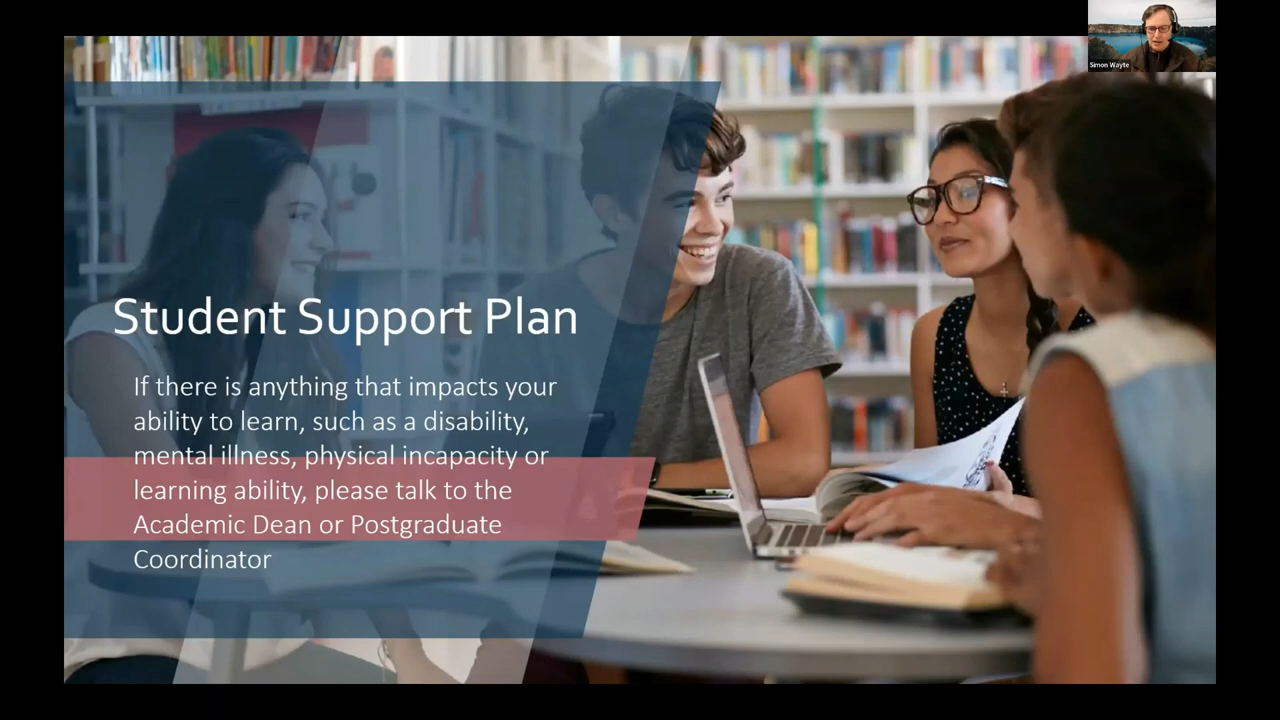 Simon Wayte
Student Support Plan
If there is anything that impacts your
ability to learn, such as a disability,
mental illness, physical incapacity or
learning ability, please talk to the
Academic Dean or Postgraduate
Coordinator